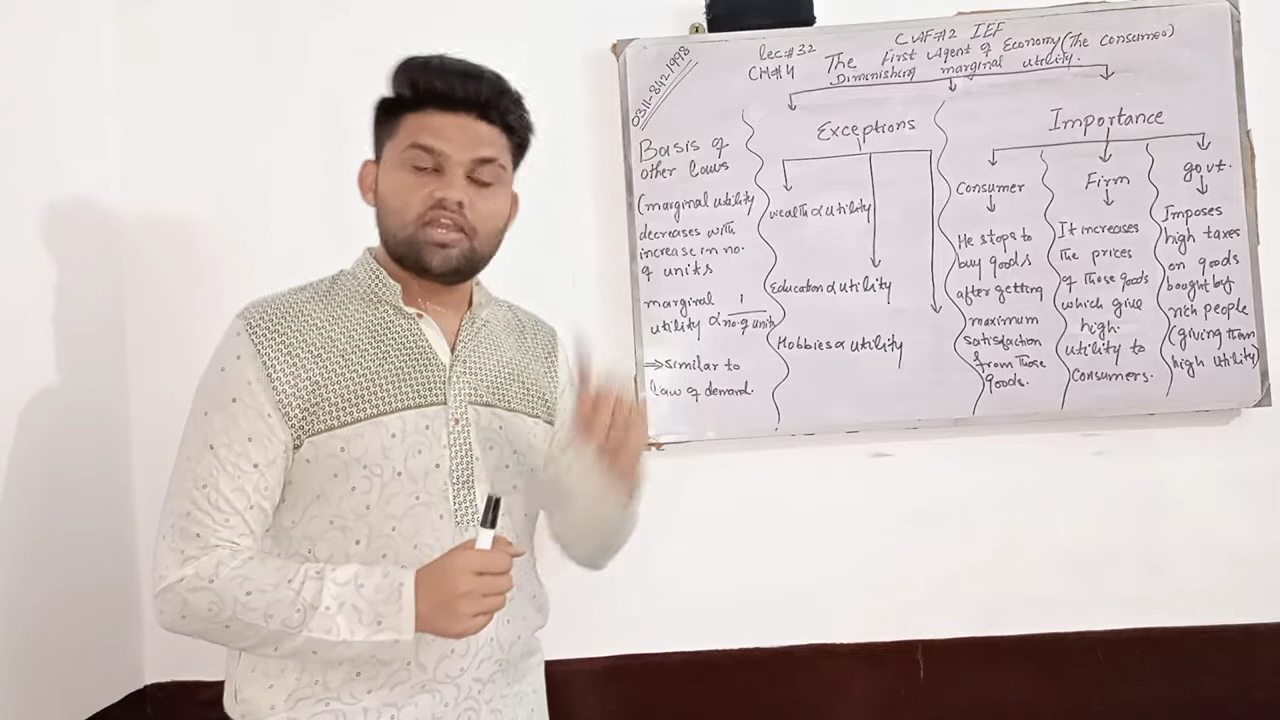 0311-8421998
Lec#32
CAF#2 IEF
CH#4
The First Agent of Economy (The Consumer)
Diminishing marginal utility.
Basis of
other laws
(marginal utility
decreases with
increase in no.
of units
marginal
utility ∝ 1/no. of units
⇒ similar to
law of demand.
Exceptions
wealth ∝ utility
Education ∝ utility
Hobbies ∝ utility
Importance
Consumer
He stops to
buy goods
after getting
maximum
satisfaction
from those
goods.
Firm
It increases
the prices
of those goods
which give
high
utility to
Consumers.
govt.
Imposes
high taxes
on goods
bought by
rich people
(giving them
high utility)